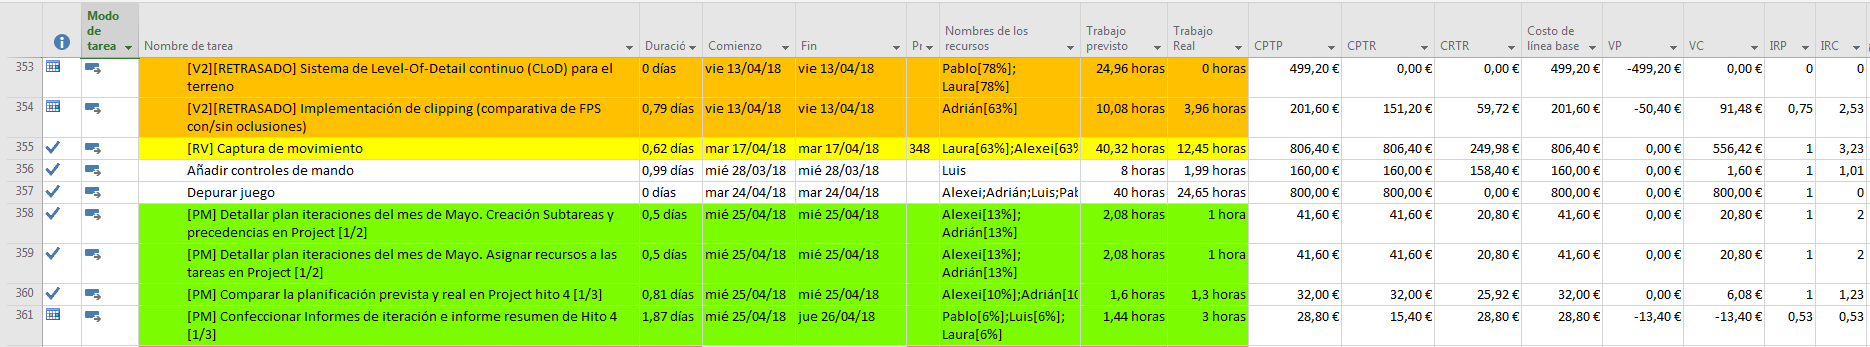 Modo de tarea Nombre de tarea Duració Comienzo Fin Pr Nombres de los recursos Trabajo previsto Trabajo Real CPTP CPTR CRTR Costo de línea base VP VC IRP IRC
353 [V2][RETRASADO] Sistema de Level-Of-Detail continuo (CLoD) para el terreno 0 días vie 13/04/18 vie 13/04/18 Pablo[78%]; Laura[78%] 24,96 horas 0 horas 499,20 € 0,00 € 0,00 € 499,20 € -499,20 € 0,00 € 0 0
354 [V2][RETRASADO] Implementación de clipping (comparativa de FPS con/sin oclusiones) 0,79 días vie 13/04/18 vie 13/04/18 Adrián[63%] 10,08 horas 3,96 horas 201,60 € 151,20 € 59,72 € 201,60 € -50,40 € 91,48 € 0,75 2,53
355 [RV] Captura de movimiento 0,62 días mar 17/04/18 mar 17/04/18 348 Laura[63%];Alexei[63% 40,32 horas 12,45 horas 806,40 € 806,40 € 249,98 € 806,40 € 0,00 € 556,42 € 1 3,23
356 Añadir controles de mando 0,99 días mié 28/03/18 mié 28/03/18 Luis 8 horas 1,99 horas 160,00 € 160,00 € 158,40 € 160,00 € 0,00 € 1,60 € 1 1,01
357 Depurar juego 0 días mar 24/04/18 mar 24/04/18 Alexei;Adrián;Luis;Pab 40 horas 24,65 horas 800,00 € 800,00 € 0,00 € 800,00 € 0,00 € 800,00 € 1 0
358 [PM] Detallar plan iteraciones del mes de Mayo. Creación Subtareas y precedencias en Project [1/2] 0,5 días mié 25/04/18 mié 25/04/18 Alexei[13%]; Adrián[13%] 2,08 horas 1 hora 41,60 € 41,60 € 20,80 € 41,60 € 0,00 € 20,80 € 1 2
359 [PM] Detallar plan iteraciones del mes de Mayo. Asignar recursos a las tareas en Project [1/2] 0,5 días mié 25/04/18 mié 25/04/18 Alexei[13%]; Adrián[13%] 2,08 horas 1 hora 41,60 € 41,60 € 20,80 € 41,60 € 0,00 € 20,80 € 1 2
360 [PM] Comparar la planificación prevista y real en Project hito 4 [1/3] 0,81 días mié 25/04/18 mié 25/04/18 Alexei[10%];Adrián[10 1,6 horas 1,3 horas 32,00 € 32,00 € 25,92 € 32,00 € 0,00 € 6,08 € 1 1,23
361 [PM] Confeccionar Informes de iteración e informe resumen de Hito 4 [1/3] 1,87 días mié 25/04/18 jue 26/04/18 Pablo[6%];Luis[6%]; Laura[6%] 1,44 horas 3 horas 28,80 € 15,40 € 28,80 € 28,80 € -13,40 € -13,40 € 0,53 0,53